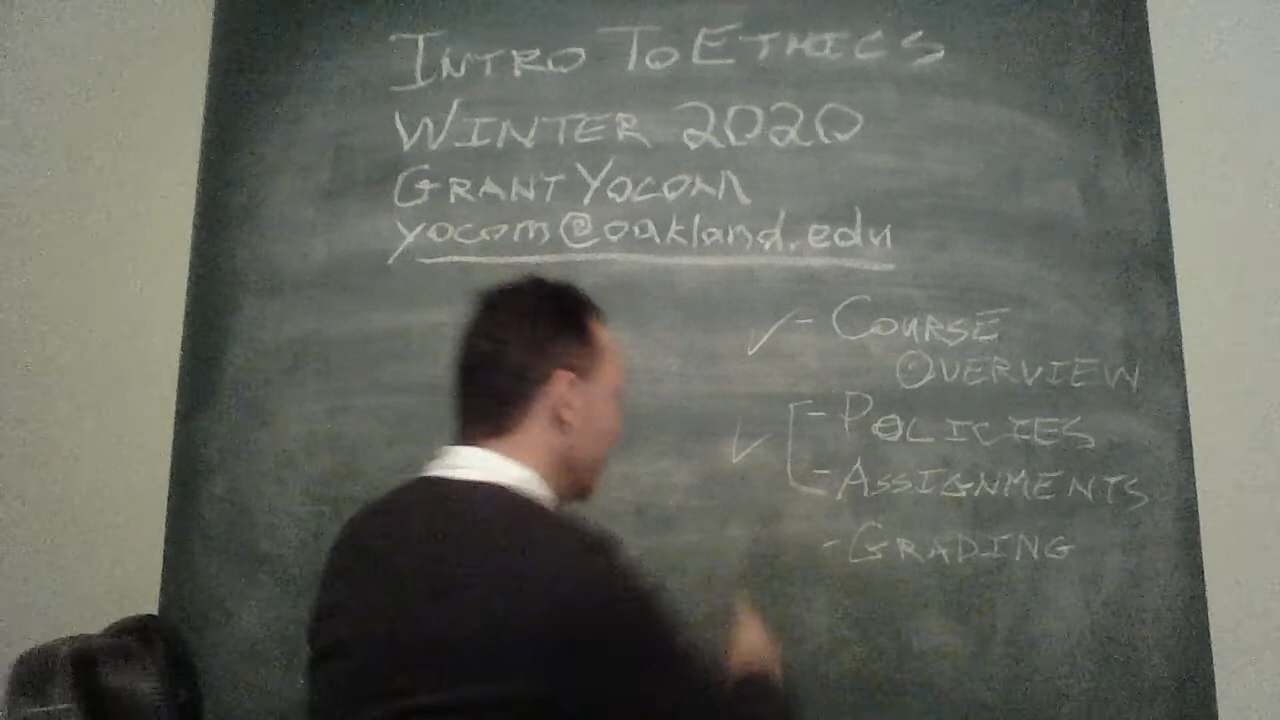 INTRO TO ETHICS
WINTER 2020
GRANT YOCOM
yocom@oakland.edu
✓ - COURSE
OVERVIEW
✓ [ - POLICIES
- ASSIGNMENTS
- GRADING